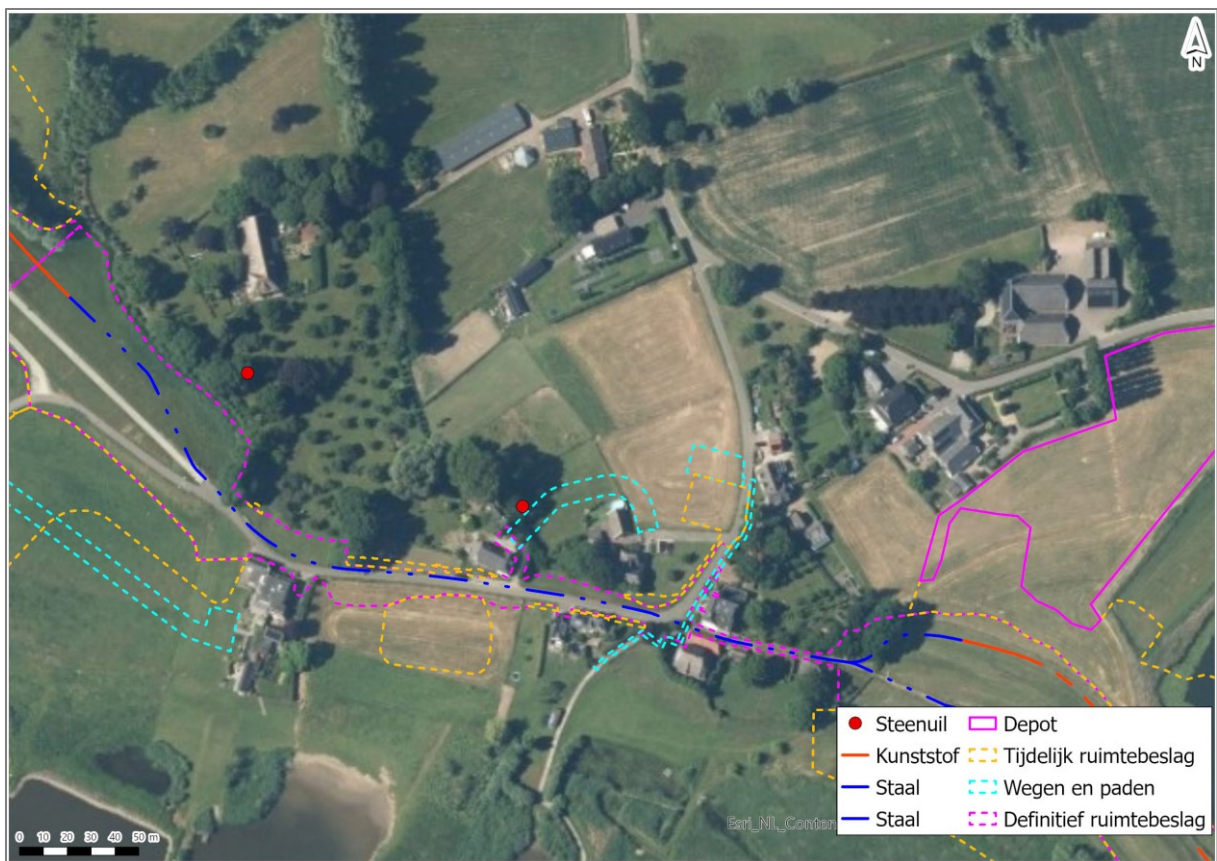 N
Steenuil
Depot
Kunststof
Tijdelijk ruimtebeslag
Staal
Wegen en paden
Staal
Definitief ruimtebeslag
0 10 20 30 40 50 m
Esri_NL_Conten